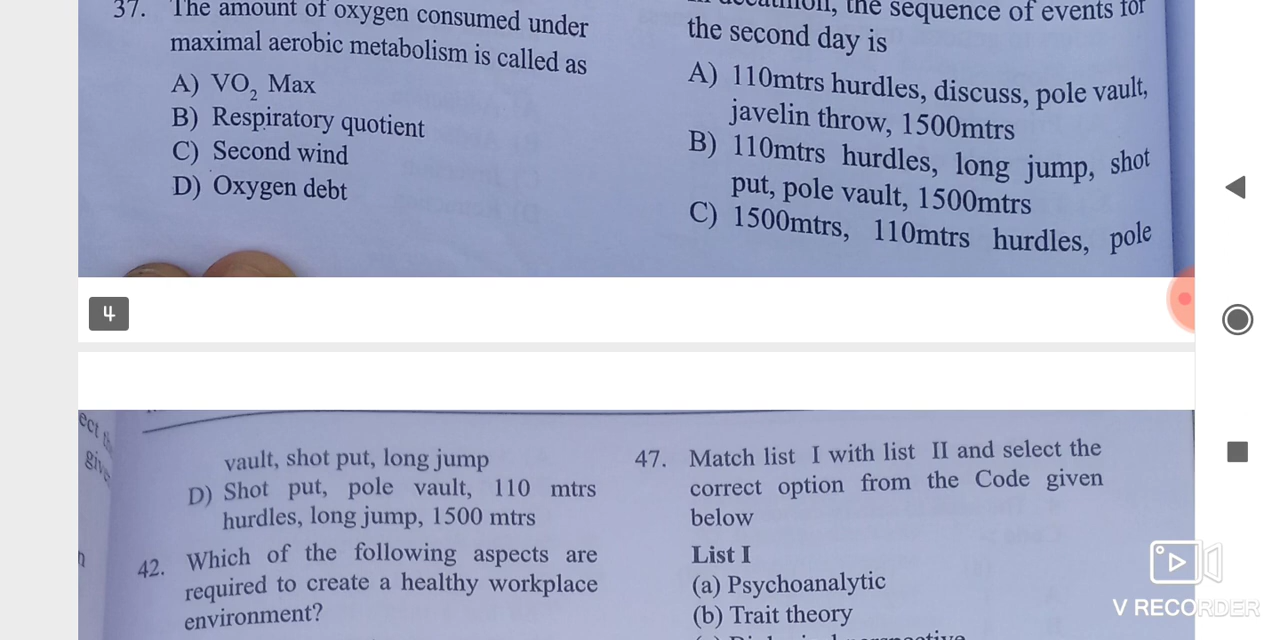 37. The amount of oxygen consumed under
maximal aerobic metabolism is called as
A) VO₂ Max
B) Respiratory quotient
C) Second wind
D) Oxygen debt
the sequence of events for
the second day is
A) 110mtrs hurdles, discuss, pole vault,
javelin throw, 1500mtrs
B) 110mtrs hurdles, long jump, shot
put, pole vault, 1500mtrs
C) 1500mtrs, 110mtrs hurdles, pole
4
vault, shot put, long jump
D) Shot put, pole vault, 110 mtrs
hurdles, long jump, 1500 mtrs
42. Which of the following aspects are
required to create a healthy workplace
environment?
47. Match list I with list II and select the
correct option from the Code given
below
List I
(a) Psychoanalytic
(b) Trait theory
V RECORDER